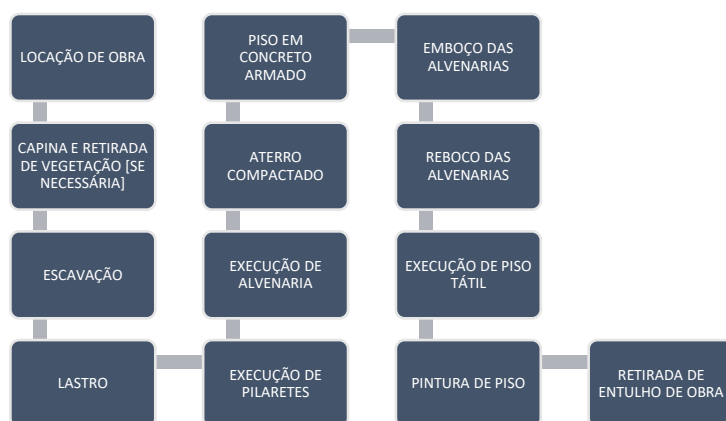 LOCAÇÃO DE OBRA
CAPINA E RETIRADA
DE VEGETAÇÃO [SE
NECESSÁRIA]
ESCAVAÇÃO
LASTRO
EXECUÇÃO DE
PILARETES
EXECUÇÃO DE
ALVENARIA
ATERRO
COMPACTADO
PISO EM
CONCRETO
ARMADO
EMBOÇO DAS
ALVENARIAS
REBOCO DAS
ALVENARIAS
EXECUÇÃO DE PISO
TÁTIL
PINTURA DE PISO
RETIRADA DE
ENTULHO DE OBRA